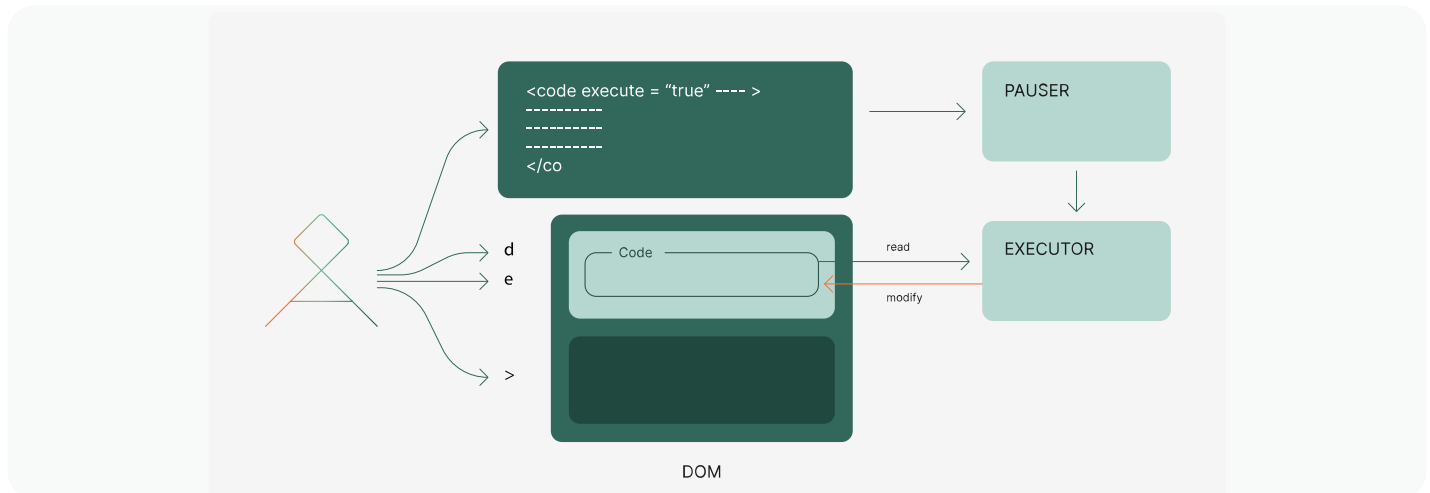 <code execute = “true” ---- >
----------
----------
----------
</co
PAUSER
d
e
>
Code
read
modify
EXECUTOR
DOM